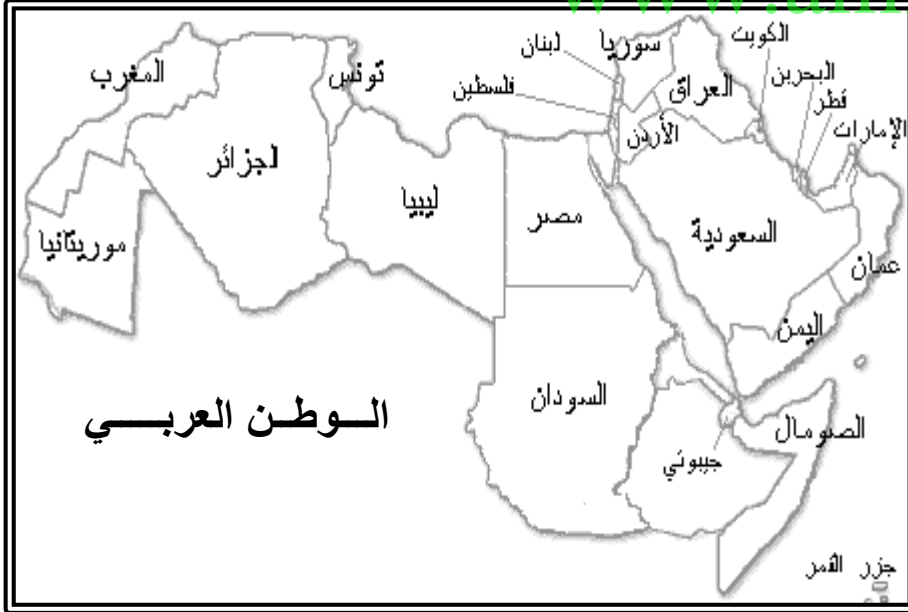 الكويت
لبنان
سوريا
البحرين
المغرب
تونس
فلسطين
العراق
قطر
الإمارات
الأردن
الجزائر
ليبيا
مصر
السعودية
موريتانيا
عمان
اليمن
الوطن العربي
السودان
الصومال
جيبوتي
جزر القمر